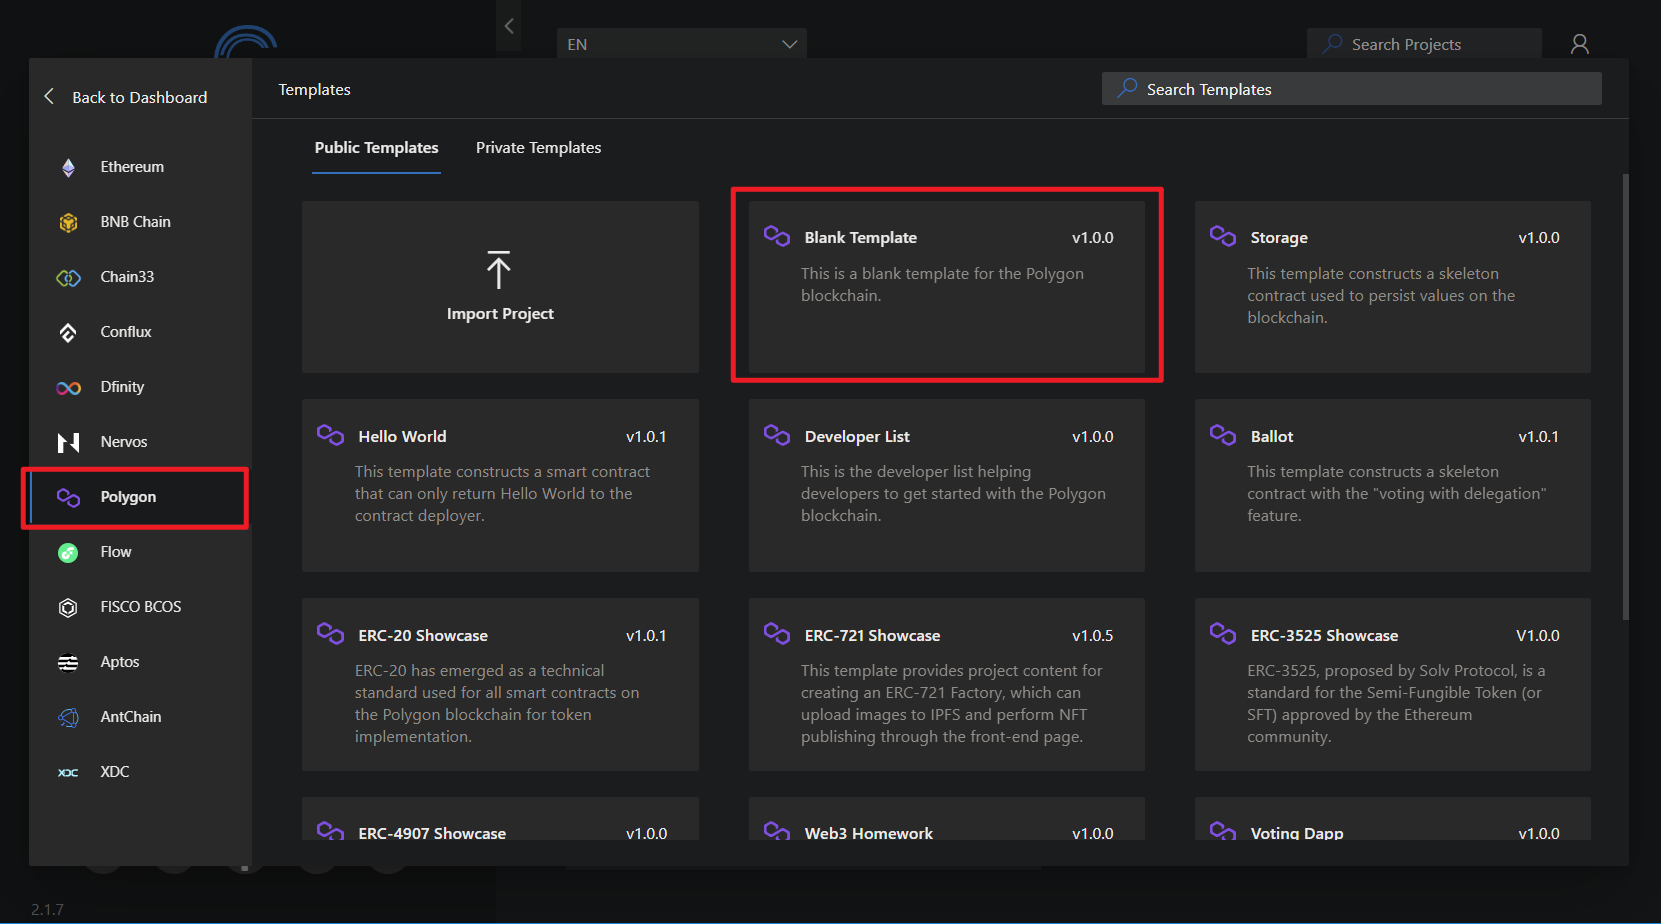 EN
Search Projects
Back to Dashboard
Templates
Search Templates
Public Templates
Private Templates
Ethereum
BNB Chain
Chain33
Conflux
Dfinity
Nervos
Polygon
Flow
FISCO BCOS
Aptos
AntChain
XDC
XDC
Import Project
Blank Template v1.0.0
This is a blank template for the Polygon
blockchain.
Storage v1.0.0
This template constructs a skeleton
contract used to persist values on the
blockchain.
Hello World v1.0.1
This template constructs a smart contract
that can only return Hello World to the
contract deployer.
Developer List v1.0.0
This is the developer list helping
developers to get started with the Polygon
blockchain.
Ballot v1.0.1
This template constructs a skeleton
contract with the "voting with delegation"
feature.
ERC-20 Showcase v1.0.1
ERC-20 has emerged as a technical
standard used for all smart contracts on
the Polygon blockchain for token
implementation.
ERC-721 Showcase v1.0.5
This template provides project content for
creating an ERC-721 Factory, which can
upload images to IPFS and perform NFT
publishing through the front-end page.
ERC-3525 Showcase V1.0.0
ERC-3525, proposed by Solv Protocol, is a
standard for the Semi-Fungible Token (or
SFT) approved by the Ethereum
community.
ERC-4907 Showcase v1.0.0
Web3 Homework v1.0.0
Voting Dapp v1.0.0
2.1.7